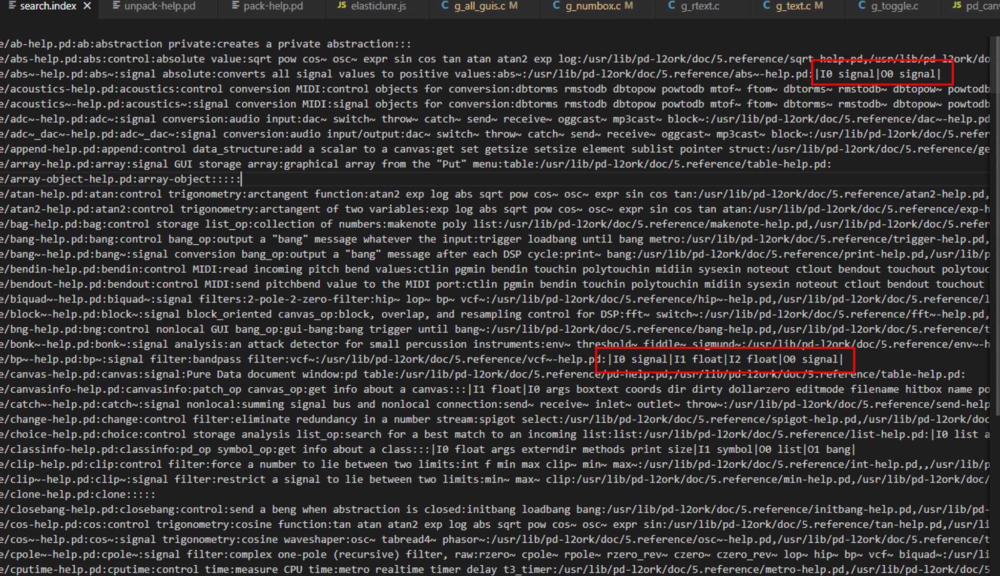 search.index × unpack-help.pd pack-help.pd JS elasticlunr.js C g_all_guis.c M C g_numbox.c M C g_rtext.c C g_text.c M C g_toggle.c JS pd_can
e/ab-help.pd:ab:abstraction private:creates a private abstraction:::
e/abs-help.pd:abs:control:absolute value:sqrt pow cos~ osc~ expr sin cos tan atan atan2 exp log:/usr/lib/pd-l2ork/doc/5.reference/sqrt-help.pd,/usr/lib/pd-l2ork/do
e/abs~-help.pd:abs~:signal absolute:converts all signal values to positive values:abs~:/usr/lib/pd-l2ork/doc/5.reference/abs~-help.pd:|I0 signal|O0 signal|
e/acoustics-help.pd:acoustics:control conversion MIDI:control objects for conversion:dbtorms rmstodb dbtopow powtodb mtof~ ftom~ dbtorms~ rmstodb~ dbtopow~ powtodb
e/acoustics~-help.pd:acoustics~:signal conversion MIDI:signal objects for conversion:dbtorms rmstodb dbtopow powtodb mtof~ ftom~ dbtorms~ rmstodb~ dbtopow~ powtodb
e/adc~-help.pd:adc~:signal conversion:audio input:dac~ switch~ throw~ catch~ send~ receive~ oggcast~ mp3cast~ block~:/usr/lib/pd-l2ork/doc/5.reference/dac~-help.pd
e/adc~_dac~-help.pd:adc~_dac~:signal conversion:audio input/output:dac~ switch~ throw~ catch~ send~ receive~ oggcast~ mp3cast~ block~:/usr/lib/pd-l2ork/doc/5.refer
e/append-help.pd:append:control data_structure:add a scalar to a canvas:get set getsize setsize element sublist pointer struct:/usr/lib/pd-l2ork/doc/5.reference/ge
e/array-help.pd:array:signal GUI storage array:graphical array from the "Put" menu:table:/usr/lib/pd-l2ork/doc/5.reference/table-help.pd:
e/array-object-help.pd:array-object:::::
e/atan-help.pd:atan:control trigonometry:arctangent function:atan2 exp log abs sqrt pow cos~ osc~ expr sin cos tan:/usr/lib/pd-l2ork/doc/5.reference/atan2-help.pd,
e/atan2-help.pd:atan2:control trigonometry:arctangent of two variables:exp log abs sqrt pow cos~ osc~ expr sin cos tan atan:/usr/lib/pd-l2ork/doc/5.reference/exp-h
e/bag-help.pd:bag:control storage list_op:collection of numbers:makenote poly list:/usr/lib/pd-l2ork/doc/5.reference/makenote-help.pd,/usr/lib/pd-l2ork/doc/5.refer
e/bang-help.pd:bang:control bang_op:output a "bang" message whatever the input:trigger loadbang until bang metro:/usr/lib/pd-l2ork/doc/5.reference/trigger-help.pd,
e/bang~-help.pd:bang~:signal conversion bang_op:output a "bang" message after each DSP cycle:print~ bang:/usr/lib/pd-l2ork/doc/5.reference/print-help.pd,/usr/lib/p
e/bendin-help.pd:bendin:control MIDI:read incoming pitch bend values:ctlin pgmin bendin touchin polytouchin midiin sysexin noteout ctlout bendout touchout polytouc
e/bendout-help.pd:bendout:control MIDI:send pitchbend value to the MIDI port:ctlin pgmin bendin touchin polytouchin midiin sysexin noteout ctlout bendout touchout
e/biquad~-help.pd:biquad~:signal filters:2-pole-2-zero-filter:hip~ lop~ bp~ vcf~:/usr/lib/pd-l2ork/doc/5.reference/hip~-help.pd,/usr/lib/pd-l2ork/doc/5.reference/l
e/block~-help.pd:block~:signal block_oriented canvas_op:block, overlap, and resampling control for DSP:fft~ switch~:/usr/lib/pd-l2ork/doc/5.reference/fft~-help.pd,
e/bng-help.pd:bng:control nonlocal GUI bang_op:gui-bang:bang trigger until bang~:/usr/lib/pd-l2ork/doc/5.reference/bang-help.pd,/usr/lib/pd-l2ork/doc/5.reference/t
e/bonk~-help.pd:bonk~:signal analysis:an attack detector for small percussion instruments:env~ threshold~ fiddle~ sigmund~:/usr/lib/pd-l2ork/doc/5.reference/env~-h
e/bp~-help.pd:bp~:signal filter:bandpass filter:vcf~:/usr/lib/pd-l2ork/doc/5.reference/vcf~-help.pd:|I0 signal|I1 float|I2 float|O0 signal|
e/canvas-help.pd:canvas:signal:Pure Data document window:pd table:/usr/lib/pd-l2ork/doc/5.reference/pd-help.pd,/usr/lib/pd-l2ork/doc/5.reference/table-help.pd:
e/canvasinfo-help.pd:canvasinfo:patch_op canvas_op:get info about a canvas:::|I1 float|I0 args boxtext coords dir dirty dollarzero editmode filename hitbox name po
e/catch~-help.pd:catch~:signal nonlocal:summing signal bus and nonlocal connection:send~ receive~ inlet~ outlet~ throw~:/usr/lib/pd-l2ork/doc/5.reference/send-help
e/change-help.pd:change:control filter:eliminate redundancy in a number stream:spigot select:/usr/lib/pd-l2ork/doc/5.reference/spigot-help.pd,/usr/lib/pd-l2ork/doc
e/choice-help.pd:choice:control storage analysis list_op:search for a best match to an incoming list:list:/usr/lib/pd-l2ork/doc/5.reference/list-help.pd:|I0 list a
e/classinfo-help.pd:classinfo:pd_op symbol_op:get info about a class:::|I0 float args externdir methods print size|I1 symbol|O0 list|O1 bang|
e/clip-help.pd:clip:control filter:force a number to lie between two limits:int f min max clip~ min~ max~:/usr/lib/pd-l2ork/doc/5.reference/int-help.pd,,/usr/lib/p
e/clip~-help.pd:clip~:signal filter:restrict a signal to lie between two limits:min~ max~ clip:/usr/lib/pd-l2ork/doc/5.reference/min-help.pd,/usr/lib/pd-l2ork/doc/
e/clone-help.pd:clone:::::
e/closebang-help.pd:closebang:control:send a beng when abstraction is closed:initbang loadbang bang:/usr/lib/pd-l2ork/doc/5.reference/initbang-help.pd,/usr/lib/pd-
e/cos-help.pd:cos:control trigonometry:cosine function:tan atan atan2 exp log abs sqrt pow cos~ osc~ expr sin:/usr/lib/pd-l2ork/doc/5.reference/tan-help.pd,/usr/li
e/cos~-help.pd:cos~:signal trigonometry:cosine waveshaper:osc~ tabread4~ phasor~:/usr/lib/pd-l2ork/doc/5.reference/osc~-help.pd,/usr/lib/pd-l2ork/doc/5.reference/t
e/cpole~-help.pd:cpole~:signal filter:complex one-pole (recursive) filter, raw:rzero~ cpole~ rpole~ rzero_rev~ czero~ czero_rev~ lop~ hip~ bp~ vcf~ biquad~:/usr/li
e/cputime-help.pd:cputime:control time:measure CPU time:metro realtime timer delay t3_timer:/usr/lib/pd-l2ork/doc/5.reference/metro-help.pd,/usr/lib/pd-l2ork/doc/5